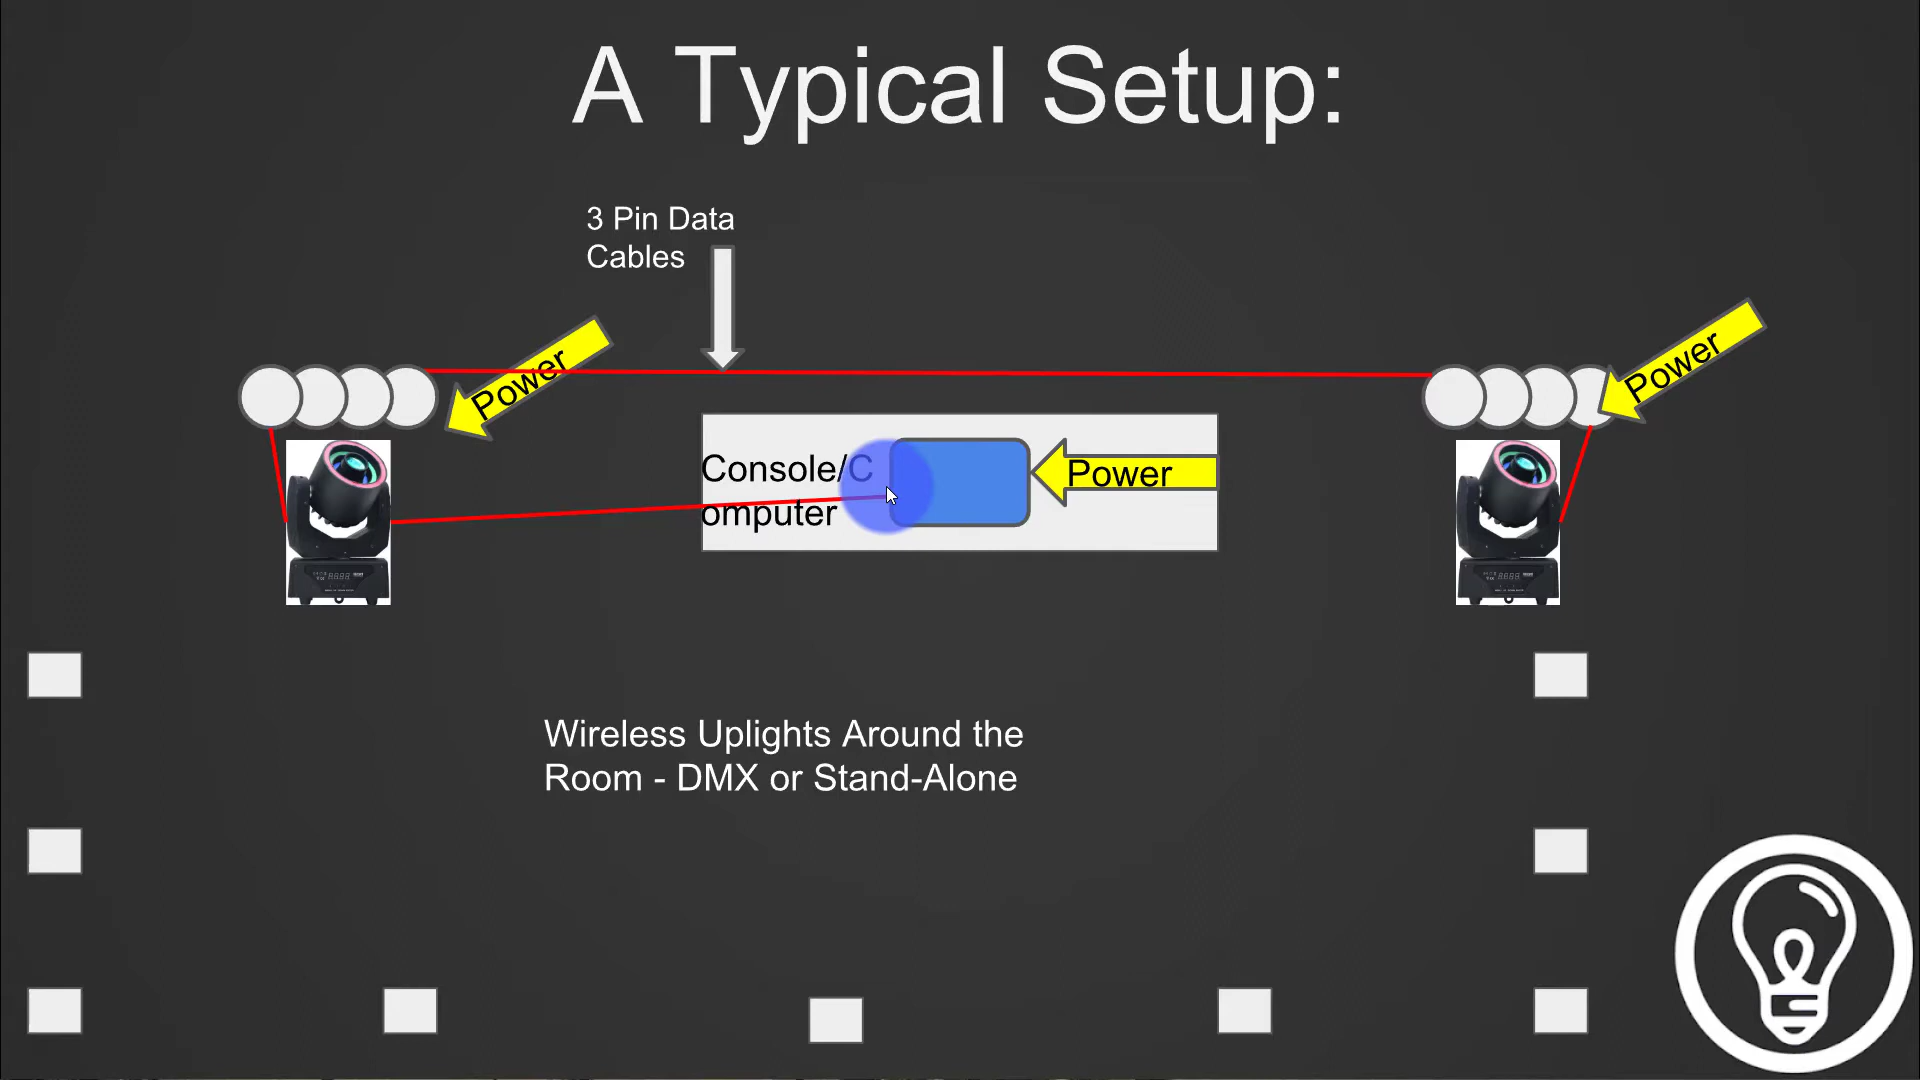 A Typical Setup:
3 Pin Data
Cables
Power
Power
Console/C
omputer
Power
Wireless Uplights Around the
Room - DMX or Stand-Alone